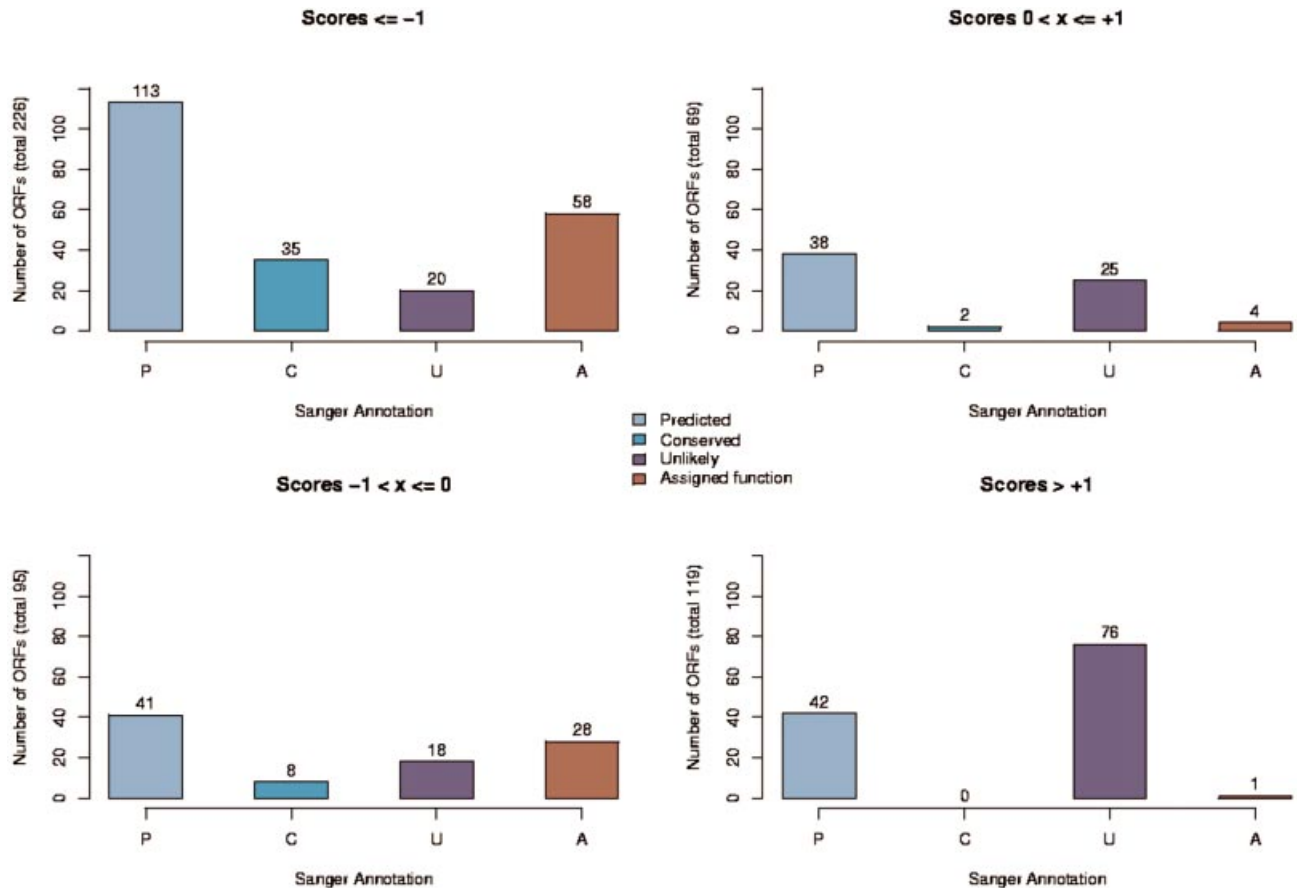 Scores <= −1
Number of ORFs (total 226)
0 20 40 60 80 100
113
35
20
58
P C U A
Sanger Annotation
Scores 0 < x <= +1
Number of ORFs (total 69)
0 20 40 60 80 100
38
2
25
4
P C U A
Sanger Annotation
Predicted
Conserved
Unlikely
Assigned function
Scores −1 < x <= 0
Number of ORFs (total 95)
0 20 40 60 80 100
41
8
18
28
P C U A
Sanger Annotation
Scores > +1
Number of ORFs (total 119)
0 20 40 60 80 100
42
0
76
1
P C U A
Sanger Annotation